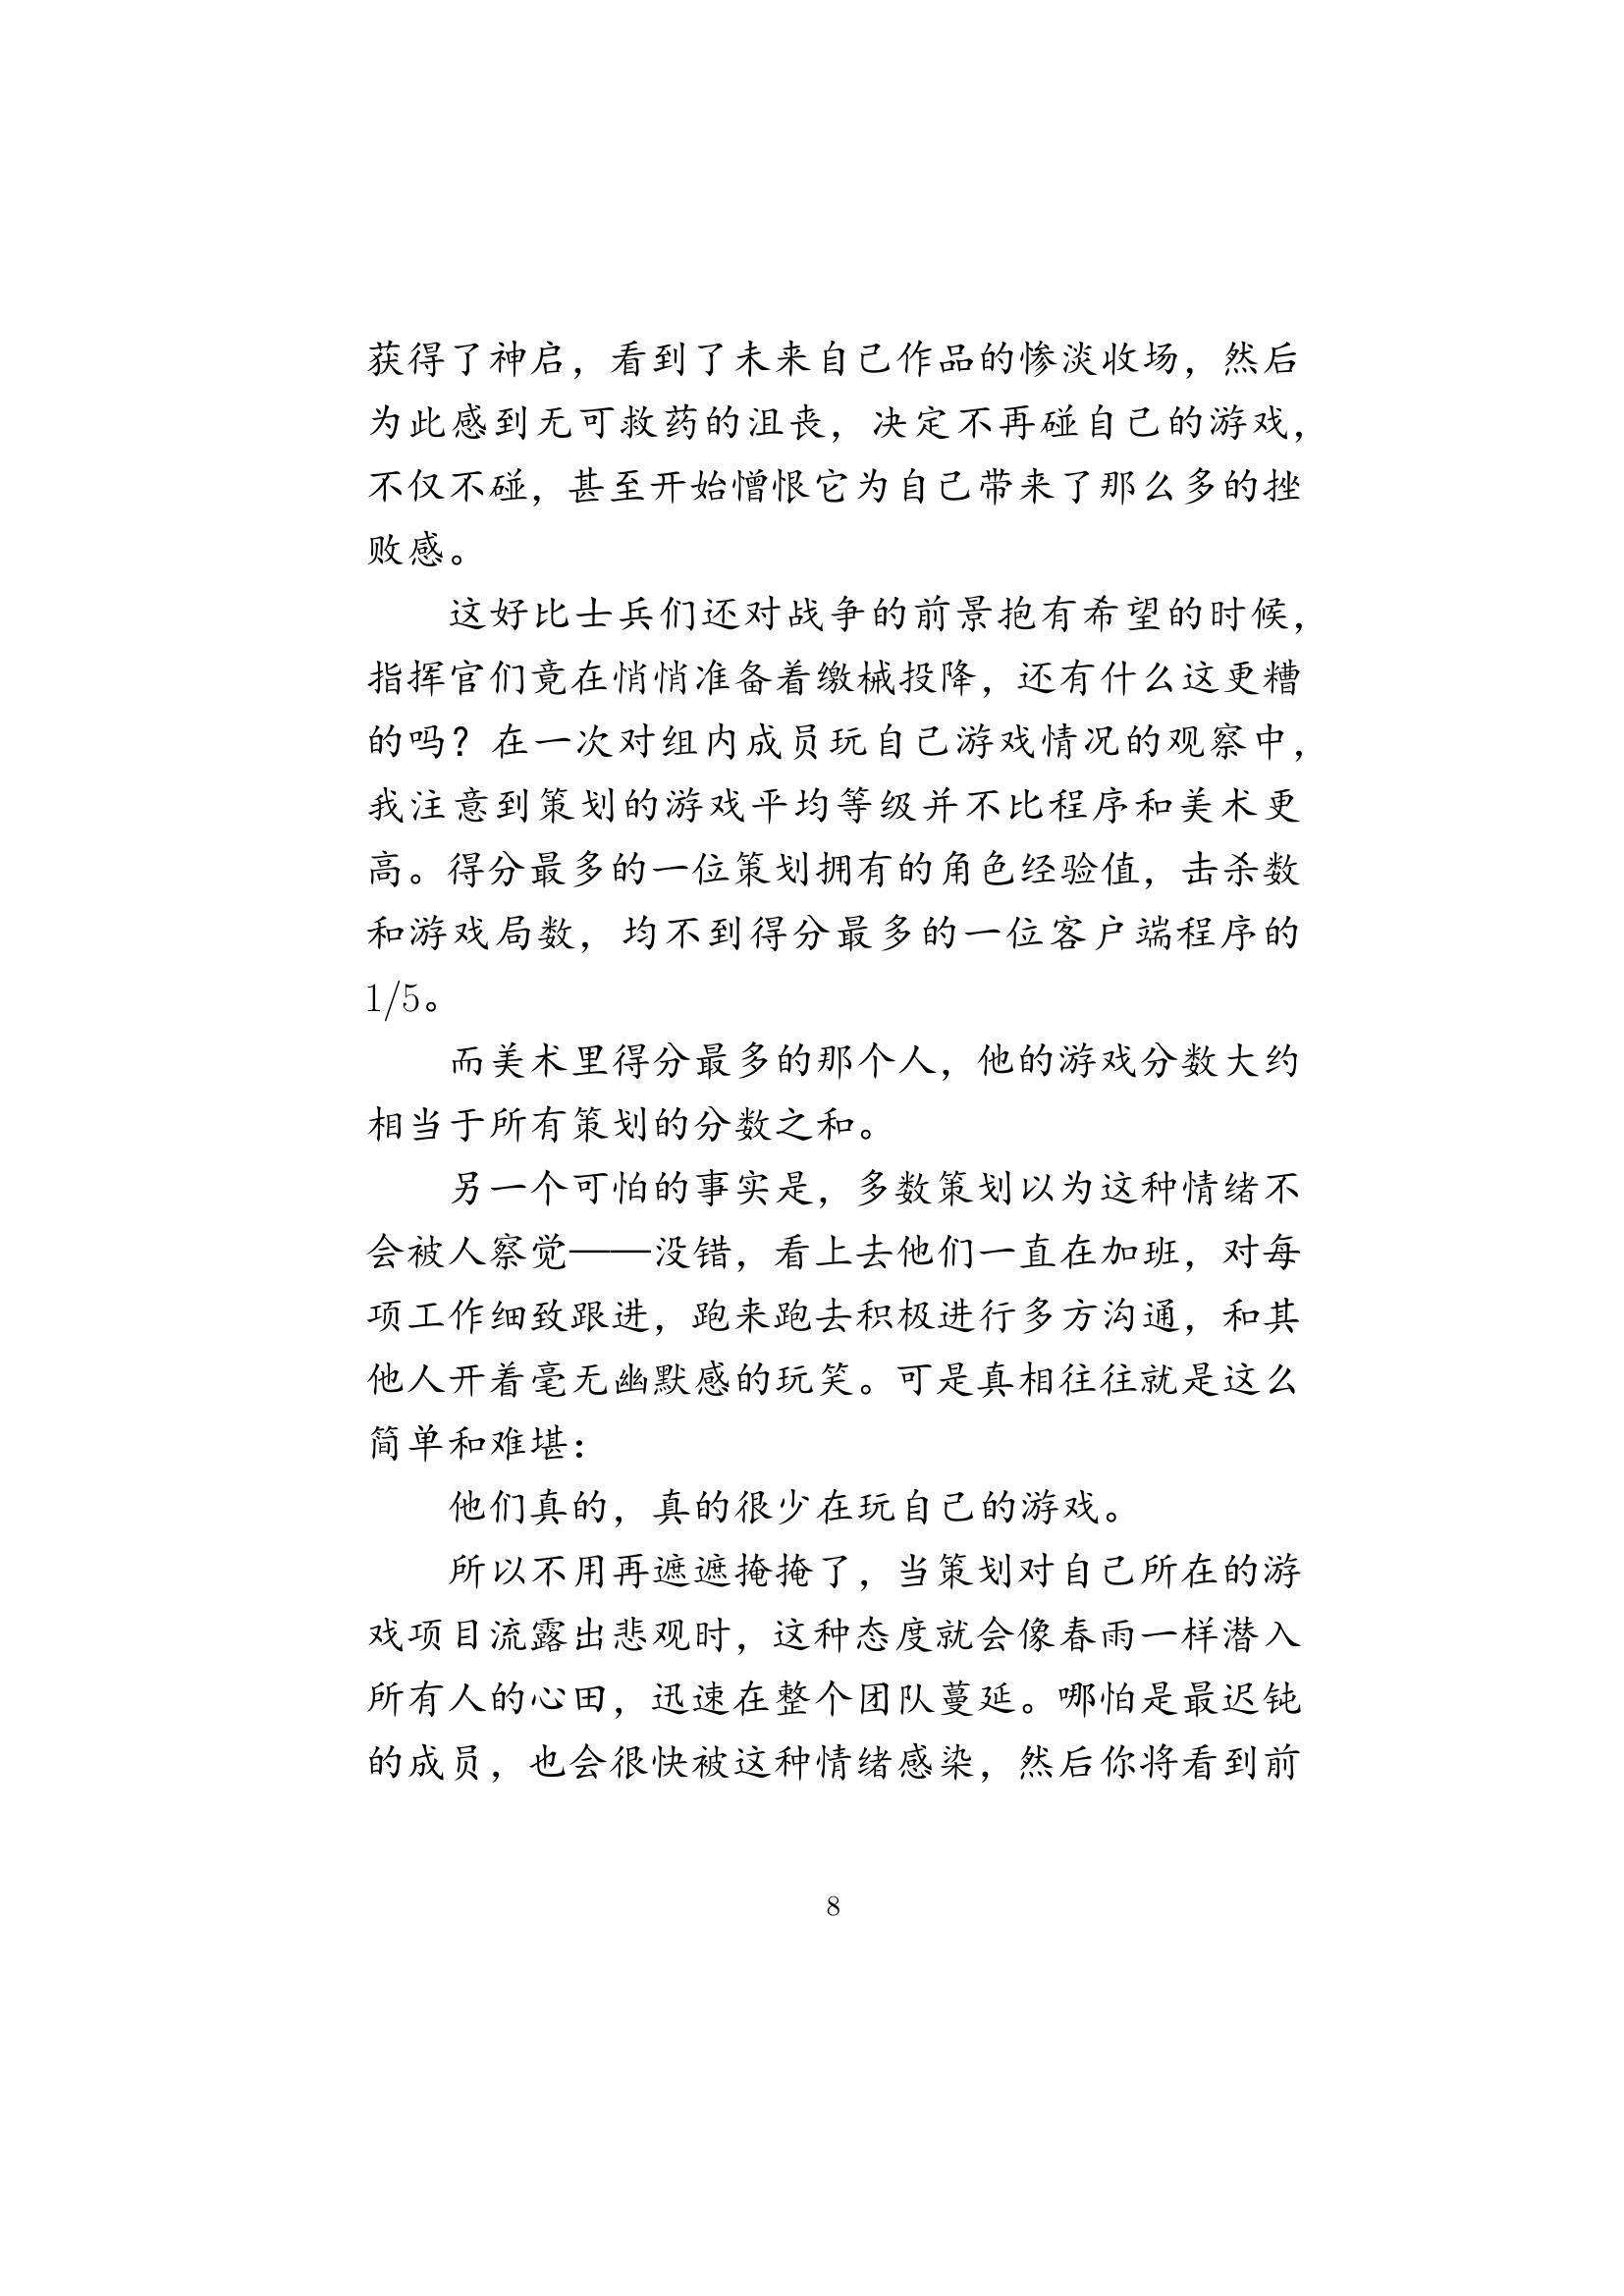 获得了神启，看到了未来自己作品的惨淡收场，然后
为此感到无可救药的沮丧，决定不再碰自己的游戏，
不仅不碰，甚至开始憎恨它为自己带来了那么多的挫
败感。
这好比士兵们还对战争的前景抱有希望的时候，
指挥官们竟在悄悄准备着缴械投降，还有什么这更糟
的吗？在一次对组内成员玩自己游戏情况的观察中，
我注意到策划的游戏平均等级并不比程序和美术更
高。得分最多的一位策划拥有的角色经验值，击杀数
和游戏局数，均不到得分最多的一位客户端程序的
1/5。
而美术里得分最多的那个人，他的游戏分数大约
相当于所有策划的分数之和。
另一个可怕的事实是，多数策划以为这种情绪不
会被人察觉——没错，看上去他们一直在加班，对每
项工作细致跟进，跑来跑去积极进行多方沟通，和其
他人开着毫无幽默感的玩笑。可是真相往往就是这么
简单和难堪：
他们真的，真的很少在玩自己的游戏。
所以不用再遮遮掩掩了，当策划对自己所在的游
戏项目流露出悲观时，这种态度就会像春雨一样潜入
所有人的心田，迅速在整个团队蔓延。哪怕是最迟钝
的成员，也会很快被这种情绪感染，然后你将看到前
8